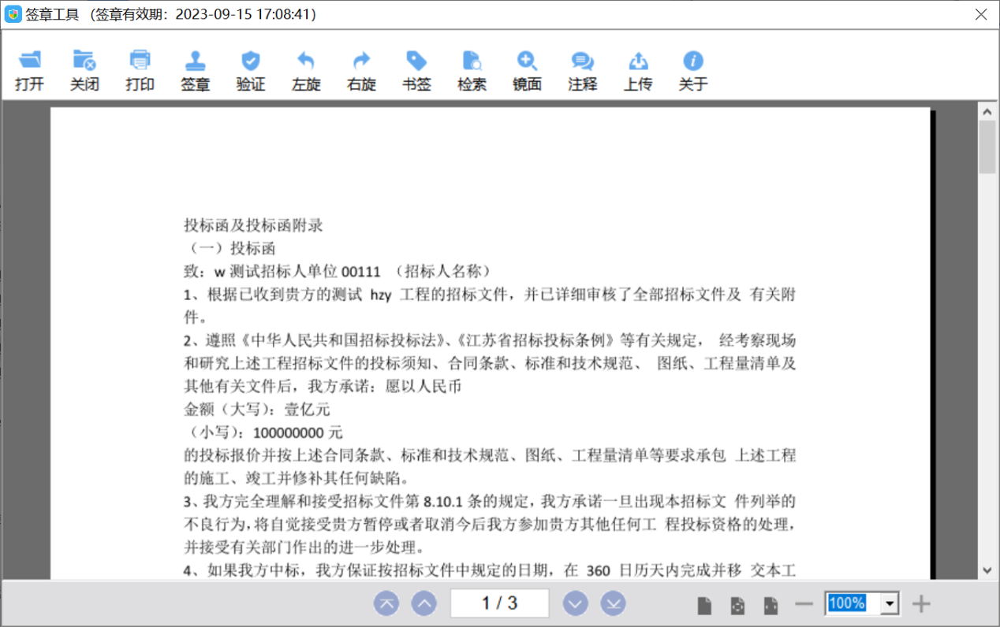 签章工具 （签章有效期：2023-09-15 17:08:41）
打开 关闭 打印 签章 验证 左旋 右旋 书签 检索 镜面 注释 上传 关于
投标函及投标函附录
（一）投标函
致：w 测试招标人单位 00111 （招标人名称）
1、根据已收到贵方的测试 hzy 工程的招标文件，并已详细审核了全部招标文件及 有关附
件。
2、遵照《中华人民共和国招标投标法》、《江苏省招标投标条例》等有关规定， 经考察现场
和研究上述工程招标文件的投标须知、合同条款、标准和技术规范、 图纸、工程量清单及
其他有关文件后，我方承诺：愿以人民币
金额（大写）：壹亿元
（小写）：100000000 元
的投标报价并按上述合同条款、标准和技术规范、图纸、工程量清单等要求承包 上述工程
的施工、竣工并修补其任何缺陷。
3、我方完全理解和接受招标文件第 8.10.1 条的规定，我方承诺一旦出现本招标文 件列举的
不良行为，将自觉接受贵方暂停或者取消今后我方参加贵方其他任何工 程投标资格的处理，
并接受有关部门作出的进一步处理。
4、如果我方中标，我方保证按招标文件中规定的日期，在 360 日历天内完成并移 交本工
1 / 3
100%